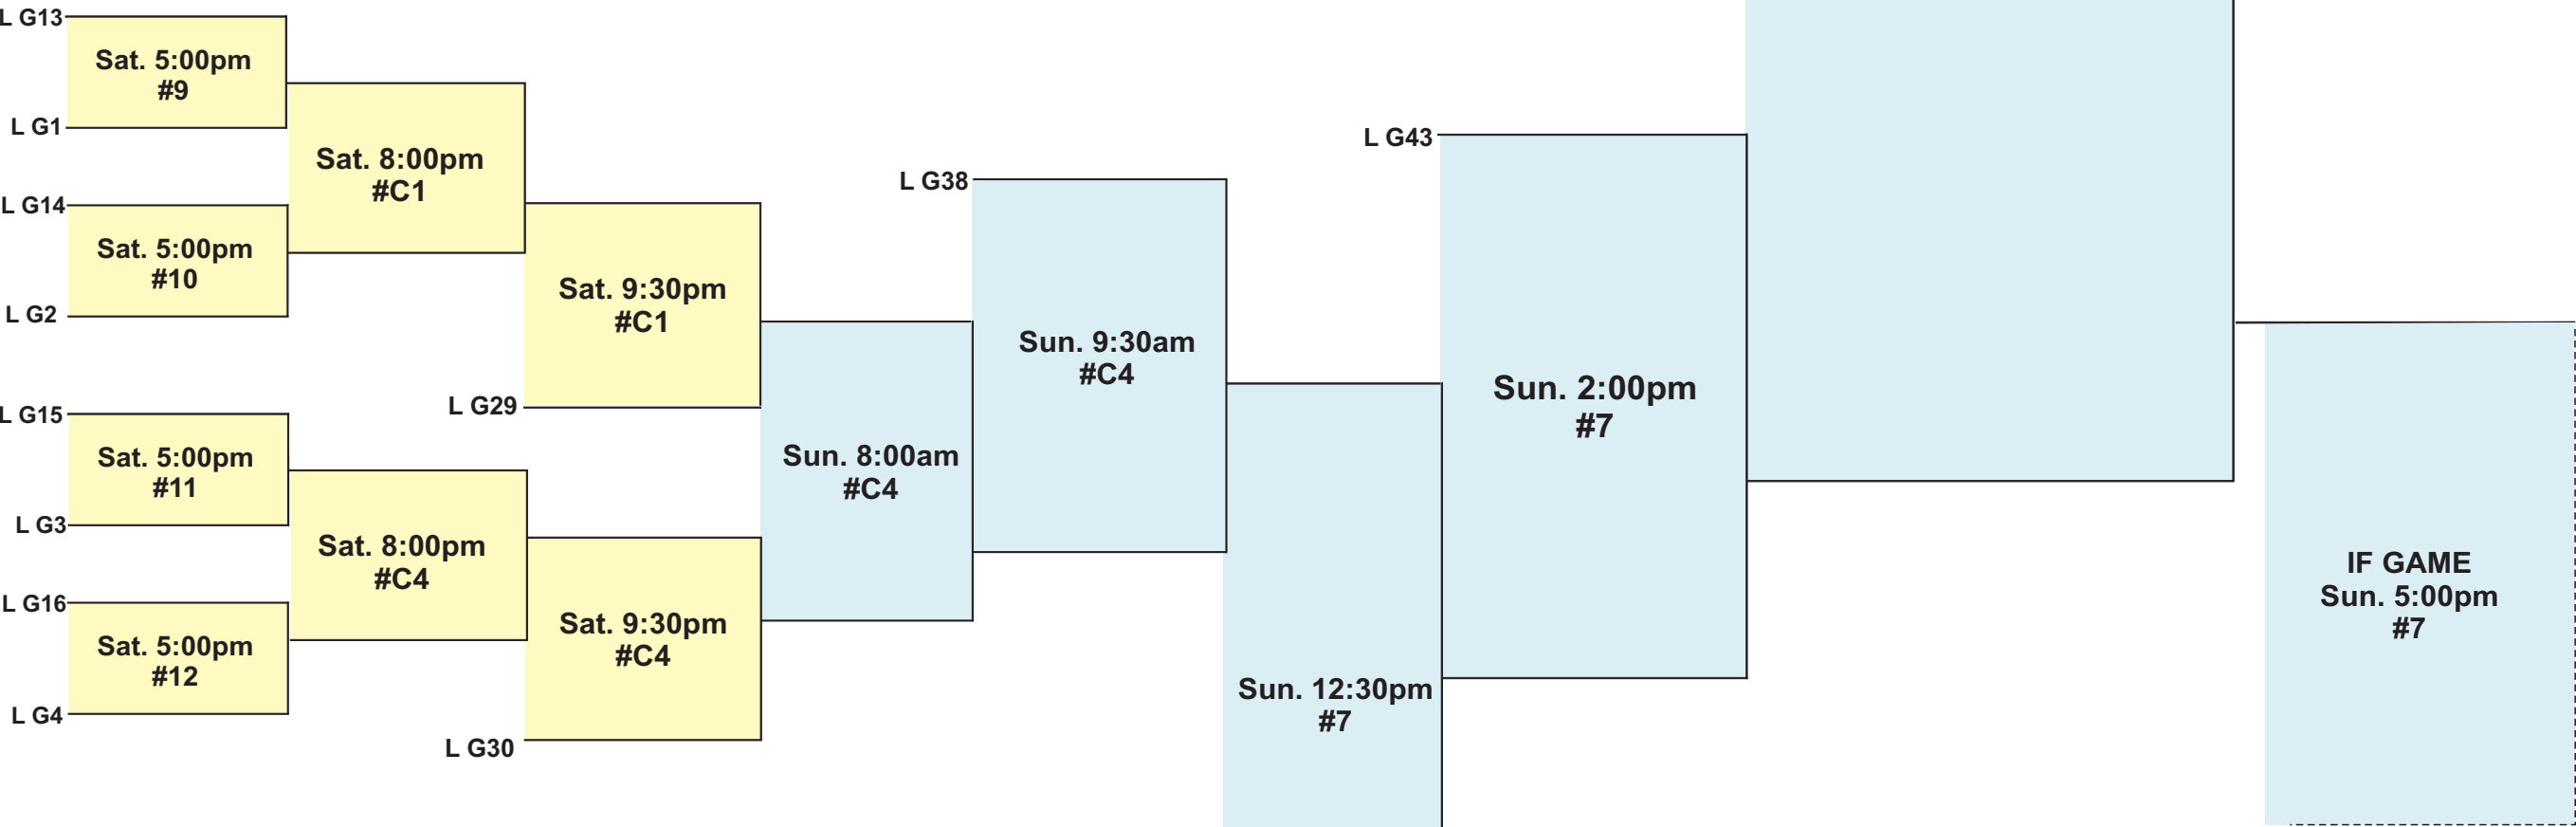 L G13
Sat. 5:00pm
#9
L G1
L G14
Sat. 5:00pm
#10
L G2
L G15
Sat. 5:00pm
#11
L G3
L G16
Sat. 5:00pm
#12
L G4
Sat. 8:00pm
#C1
Sat. 8:00pm
#C4
Sat. 9:30pm
#C1
L G29
Sat. 9:30pm
#C4
L G30
Sun. 8:00am
#C4
L G38
Sun. 9:30am
#C4
Sun. 12:30pm
#7
L G43
Sun. 2:00pm
#7
IF GAME
Sun. 5:00pm
#7